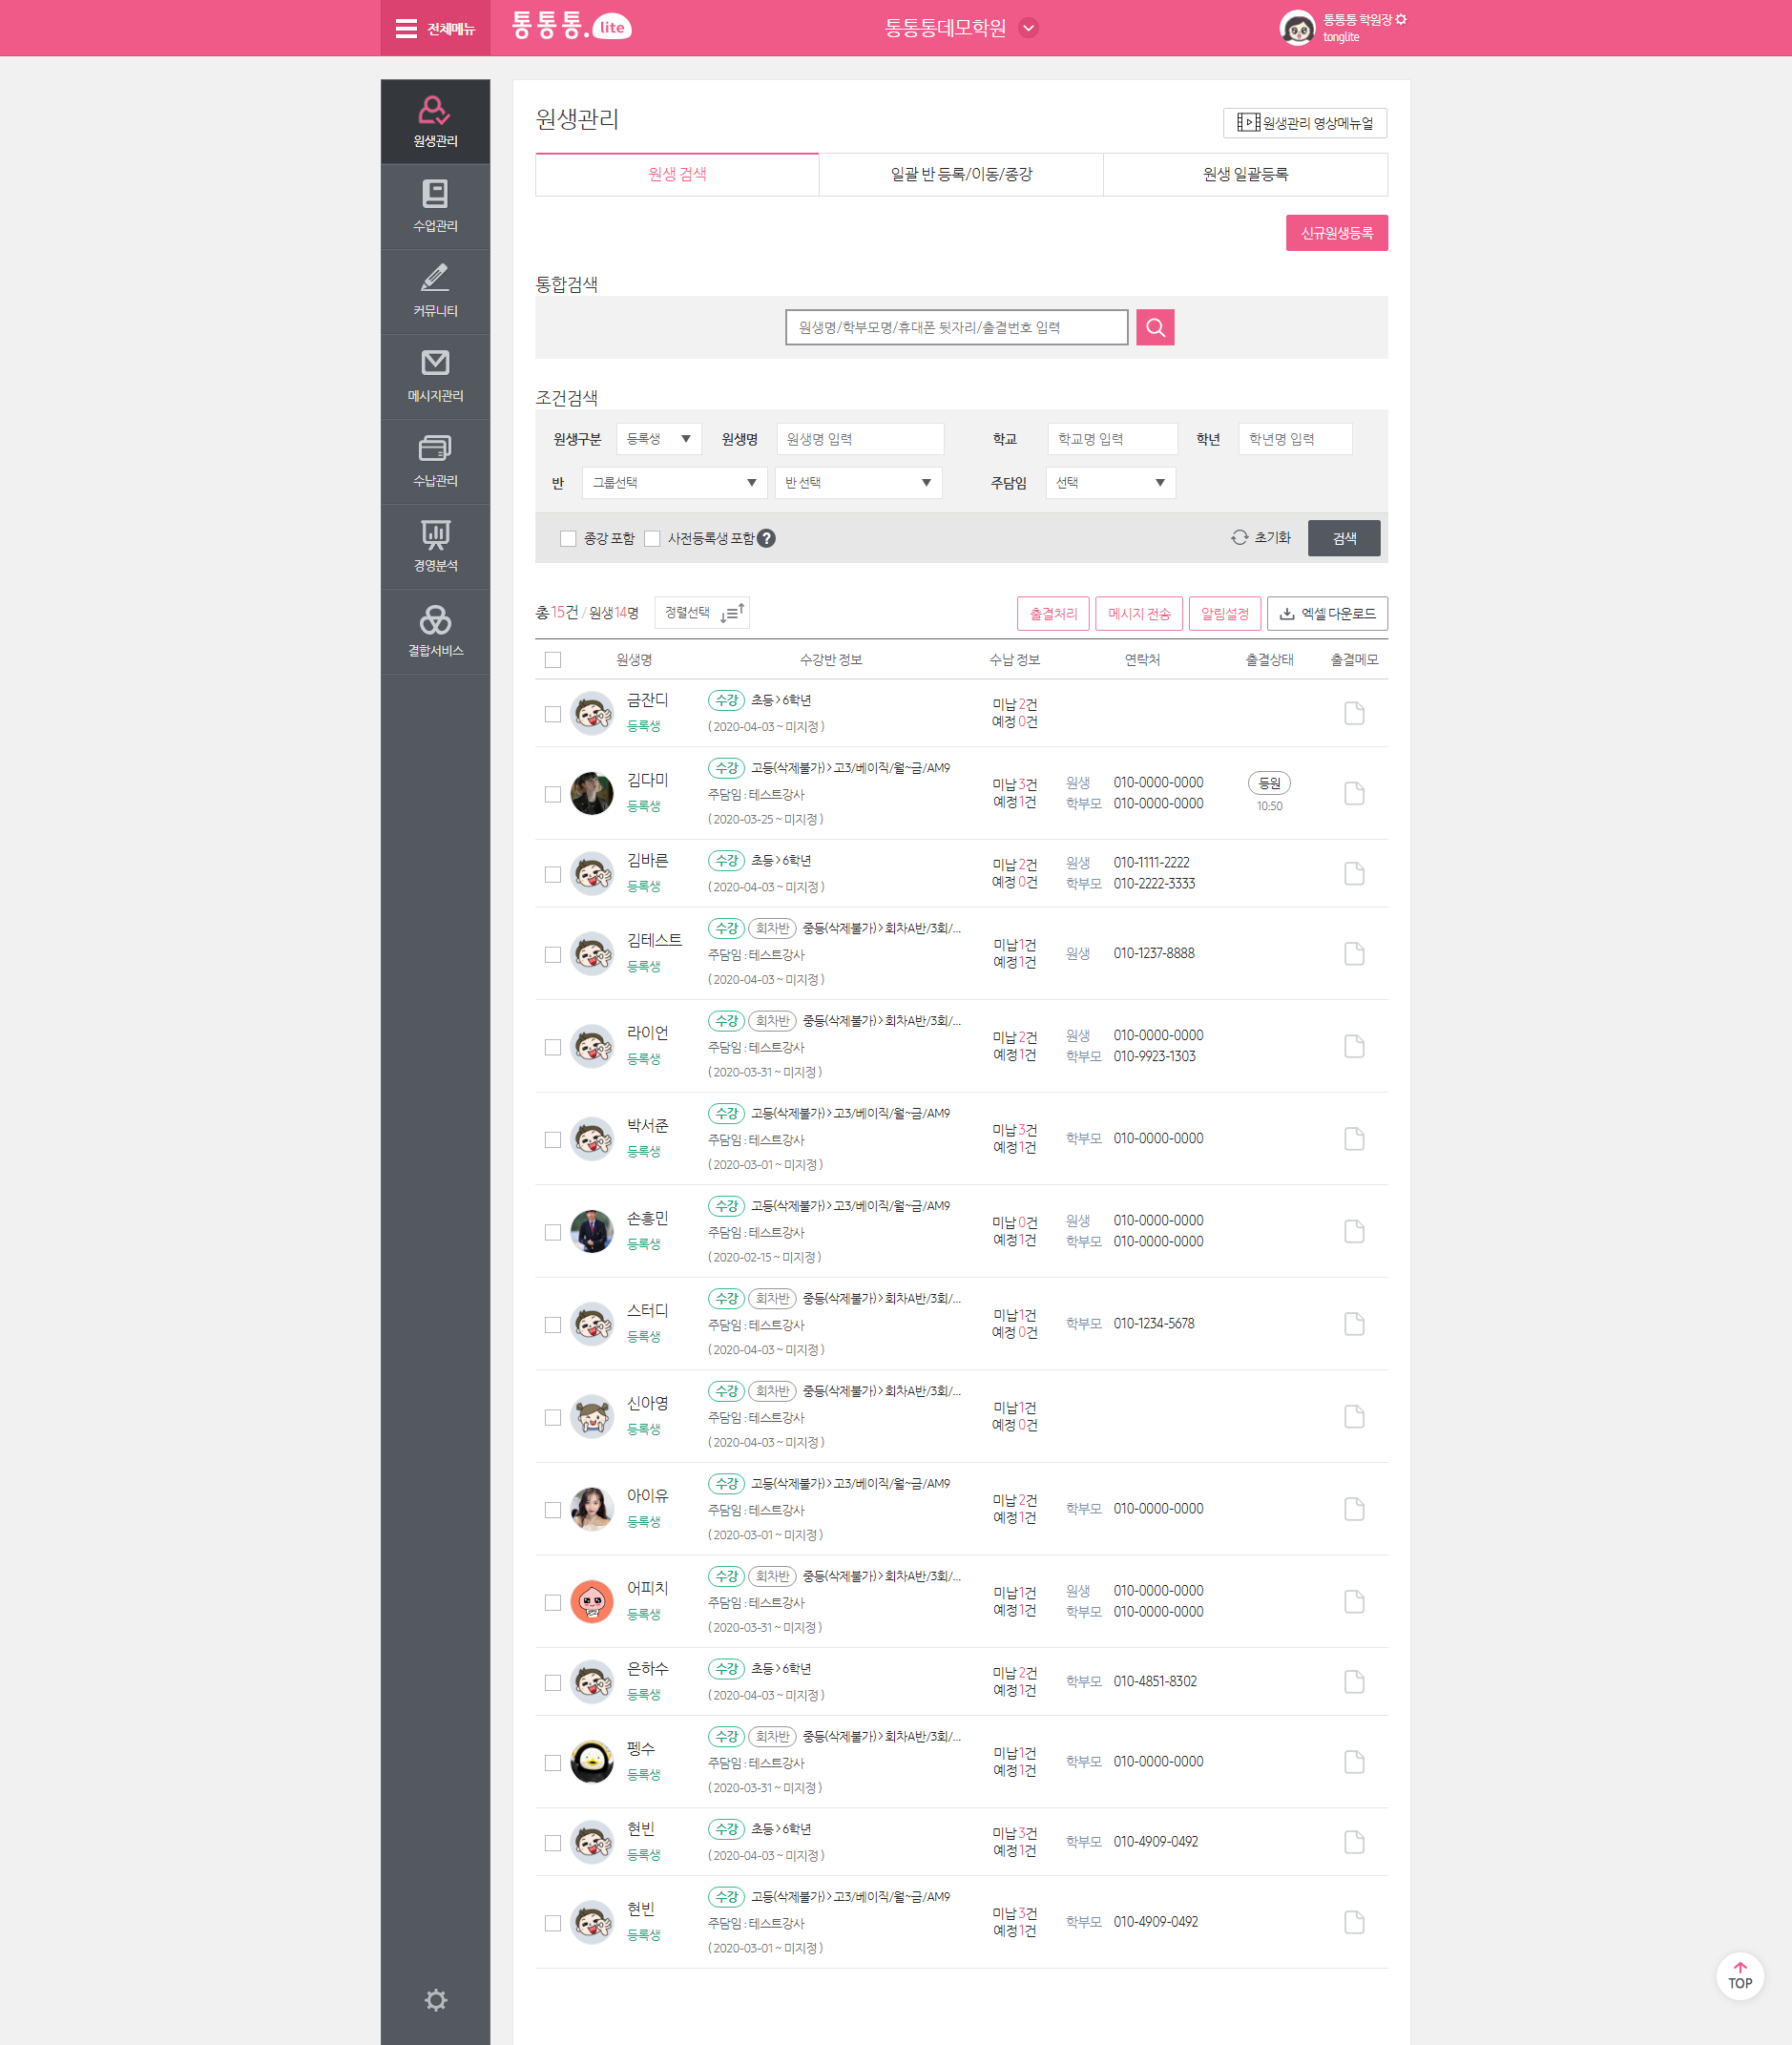 전체메뉴
통통통.lite
통통통데모학원
통통통 학원장
tonglite
원생관리
수업관리
커뮤니티
메시지관리
수납관리
경영분석
결합서비스
원생관리
원생관리 영상메뉴얼
원생 검색
일괄 반 등록/이동/종강
원생 일괄등록
신규원생등록
통합검색
원생명/학부모명/휴대폰 뒷자리/출결번호 입력
조건검색
원생구분 등록생 ▼ 원생명 원생명 입력 학교 학교명 입력 학년 학년명 입력
반 그룹선택 ▼ 반 선택 ▼ 주담임 선택 ▼
종강 포함 사전등록생 포함 ? 초기화 검색
총 15건 / 원생14명 정렬선택 출결처리 메시지 전송 알림설정 엑셀 다운로드
원생명 수강반 정보 수납 정보 연락처 출결상태 출결메모
금잔디
등록생
수강 초등 > 6학년
( 2020-04-03 ~ 미지정 )
미납 2건
예정 0건
김다미
등록생
수강 고등(삭제불가) > 고3/베이직/월~금/AM9
주담임 : 테스트강사
( 2020-03-25 ~ 미지정 )
미납 3건
예정 1건
원생 010-0000-0000
학부모 010-0000-0000
등원
10:50
김바른
등록생
수강 초등 > 6학년
( 2020-04-03 ~ 미지정 )
미납 2건
예정 0건
원생 010-1111-2222
학부모 010-2222-3333
김테스트
등록생
수강 회차반 중등(삭제불가) > 회차A반/3회/...
주담임 : 테스트강사
( 2020-04-03 ~ 미지정 )
미납 1건
예정 1건
원생 010-1237-8888
라이언
등록생
수강 회차반 중등(삭제불가) > 회차A반/3회/...
주담임 : 테스트강사
( 2020-03-31 ~ 미지정 )
미납 2건
예정 1건
원생 010-0000-0000
학부모 010-9923-1303
박서준
등록생
수강 고등(삭제불가) > 고3/베이직/월~금/AM9
주담임 : 테스트강사
( 2020-03-01 ~ 미지정 )
미납 3건
예정 1건
학부모 010-0000-0000
손흥민
등록생
수강 고등(삭제불가) > 고3/베이직/월~금/AM9
주담임 : 테스트강사
( 2020-02-15 ~ 미지정 )
미납 0건
예정 1건
원생 010-0000-0000
학부모 010-0000-0000
스터디
등록생
수강 회차반 중등(삭제불가) > 회차A반/3회/...
주담임 : 테스트강사
( 2020-04-03 ~ 미지정 )
미납 1건
예정 0건
학부모 010-1234-5678
신아영
등록생
수강 회차반 중등(삭제불가) > 회차A반/3회/...
주담임 : 테스트강사
( 2020-04-03 ~ 미지정 )
미납 1건
예정 0건
아이유
등록생
수강 고등(삭제불가) > 고3/베이직/월~금/AM9
주담임 : 테스트강사
( 2020-03-01 ~ 미지정 )
미납 2건
예정 1건
학부모 010-0000-0000
어피치
등록생
수강 회차반 중등(삭제불가) > 회차A반/3회/...
주담임 : 테스트강사
( 2020-03-31 ~ 미지정 )
미납 1건
예정 1건
원생 010-0000-0000
학부모 010-0000-0000
은하수
등록생
수강 초등 > 6학년
( 2020-04-03 ~ 미지정 )
미납 2건
예정 1건
학부모 010-4851-8302
펭수
등록생
수강 회차반 중등(삭제불가) > 회차A반/3회/...
주담임 : 테스트강사
( 2020-03-31 ~ 미지정 )
미납 1건
예정 1건
학부모 010-0000-0000
현빈
등록생
수강 초등 > 6학년
( 2020-04-03 ~ 미지정 )
미납 3건
예정 1건
학부모 010-4909-0492
현빈
등록생
수강 고등(삭제불가) > 고3/베이직/월~금/AM9
주담임 : 테스트강사
( 2020-03-01 ~ 미지정 )
미납 3건
예정 1건
학부모 010-4909-0492
TOP